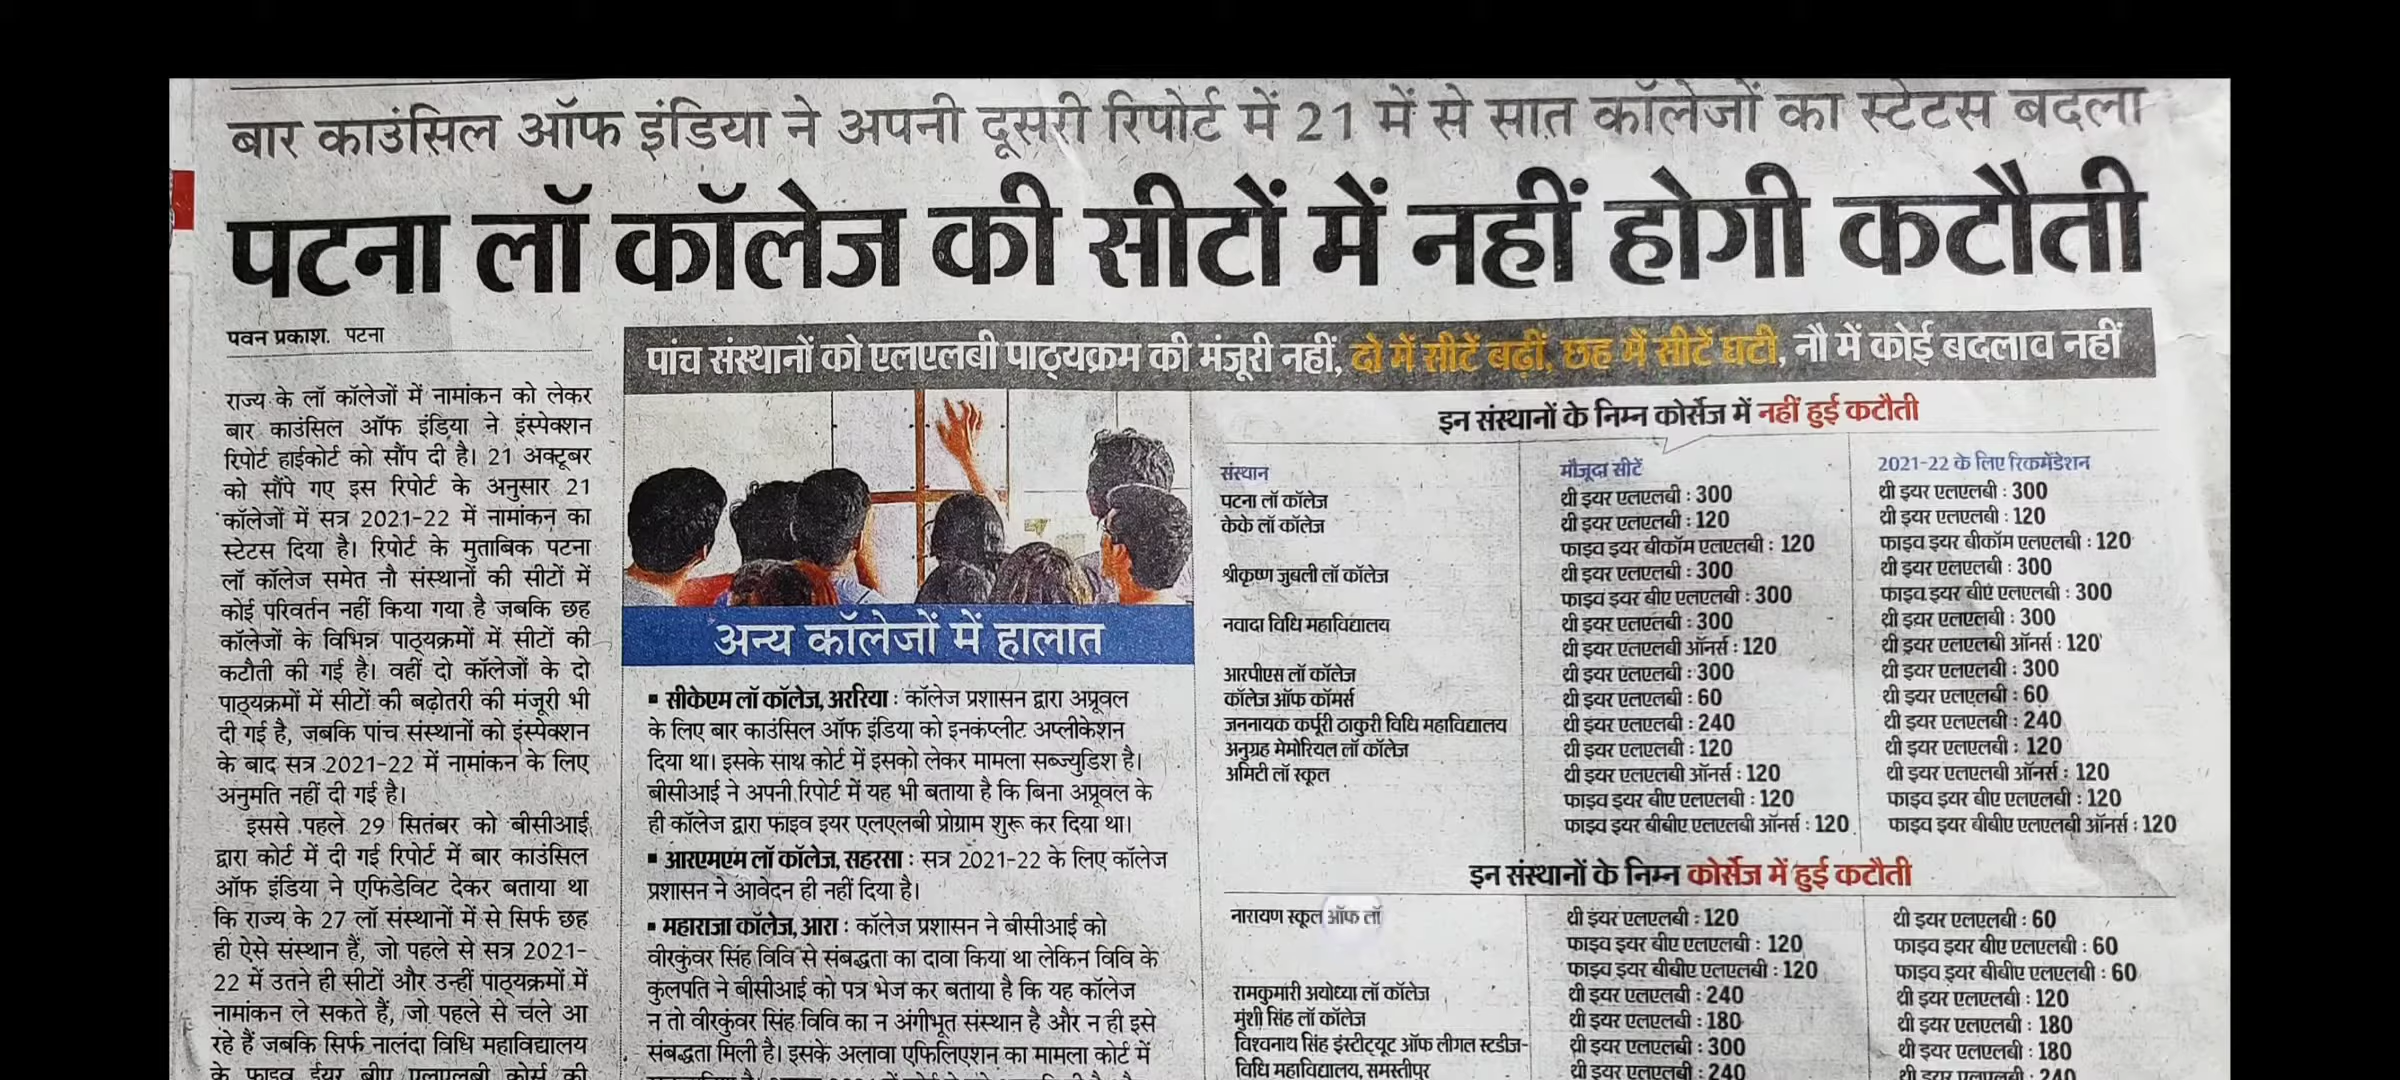 बार काउंसिल ऑफ इंडिया ने अपनी दूसरी रिपोर्ट में 21 में से सात कॉलेजों का स्टेटस बदला
पटना लॉ कॉलेज की सीटों में नहीं होगी कटौती
पवन प्रकाश. पटना
राज्य के लॉ कॉलेजों में नामांकन को लेकर
बार काउंसिल ऑफ इंडिया ने इंस्पेक्शन
रिपोर्ट हाईकोर्ट को सौंप दी है। 21 अक्टूबर
को सौंपे गए इस रिपोर्ट के अनुसार 21
कॉलेजों में सत्र 2021-22 में नामांकन का
स्टेटस दिया है। रिपोर्ट के मुताबिक पटना
लॉ कॉलेज समेत नौ संस्थानों की सीटों में
कोई परिवर्तन नहीं किया गया है जबकि छह
कॉलेजों के विभिन्न पाठ्यक्रमों में सीटों की
कटौती की गई है। वहीं दो कॉलेजों के दो
पाठ्यक्रमों में सीटों की बढ़ोतरी की मंजूरी भी
दी गई है, जबकि पांच संस्थानों को इंस्पेक्शन
के बाद सत्र 2021-22 में नामांकन के लिए
अनुमति नहीं दी गई है।
इससे पहले 29 सितंबर को बीसीआई
द्वारा कोर्ट में दी गई रिपोर्ट में बार काउंसिल
ऑफ इंडिया ने एफिडेविट देकर बताया था
कि राज्य के 27 लॉ संस्थानों में से सिर्फ छह
ही ऐसे संस्थान हैं, जो पहले से सत्र 2021-
22 में उतने ही सीटों और उन्हीं पाठ्यक्रमों में
नामांकन ले सकते हैं, जो पहले से चले आ
रहे हैं जबकि सिर्फ नालंदा विधि महाविद्यालय
के फाइव ईयर बीए एलएलबी कोर्स की
पांच संस्थानों को एलएलबी पाठ्यक्रम की मंजूरी नहीं, दो में सीटें बढ़ीं, छह में सीटें घटी, नौ में कोई बदलाव नहीं
अन्य कॉलेजों में हालात
▪ सीकेएम लॉ कॉलेज, अररिया : कॉलेज प्रशासन द्वारा अप्रूवल
के लिए बार काउंसिल ऑफ इंडिया को इनकंप्लीट अप्लीकेशन
दिया था। इसके साथ कोर्ट में इसको लेकर मामला सब्ज्युडिश है।
बीसीआई ने अपनी रिपोर्ट में यह भी बताया है कि बिना अप्रूवल के
ही कॉलेज द्वारा फाइव इयर एलएलबी प्रोग्राम शुरू कर दिया था।
▪ आरएमएम लॉ कॉलेज, सहरसा : सत्र 2021-22 के लिए कॉलेज
प्रशासन ने आवेदन ही नहीं दिया है।
▪ महाराजा कॉलेज, आरा : कॉलेज प्रशासन ने बीसीआई को
वीरकुंवर सिंह विवि से संबद्धता का दावा किया था लेकिन विवि के
कुलपति ने बीसीआई को पत्र भेज कर बताया है कि यह कॉलेज
न तो वीरकुंवर सिंह विवि का न अंगीभूत संस्थान है और न ही इसे
संबद्धता मिली है। इसके अलावा एफिलिएशन का मामला कोर्ट में
इन संस्थानों के निम्न कोर्सेज में नहीं हुई कटौती
संस्थान मौजूदा सीटें 2021-22 के लिए रिकमेंडेशन
पटना लॉ कॉलेज थ्री इयर एलएलबी : 300 थ्री इयर एलएलबी : 300
केके लॉ कॉलेज थ्री इयर एलएलबी : 120 थ्री इयर एलएलबी : 120
फाइव इयर बीकॉम एलएलबी : 120 फाइव इयर बीकॉम एलएलबी : 120
श्रीकृष्ण जुबली लॉ कॉलेज थ्री इयर एलएलबी : 300 थ्री इयर एलएलबी : 300
फाइव इयर बीए एलएलबी : 300 फाइव इयर बीए एलएलबी : 300
नवादा विधि महाविद्यालय थ्री इयर एलएलबी : 300 थ्री इयर एलएलबी : 300
थ्री इयर एलएलबी ऑनर्स : 120 थ्री इयर एलएलबी ऑनर्स : 120
आरपीएस लॉ कॉलेज थ्री इयर एलएलबी : 300 थ्री इयर एलएलबी : 300
कॉलेज ऑफ कॉमर्स थ्री इयर एलएलबी : 60 थ्री इयर एलएलबी : 60
जननायक कर्पूरी ठाकुरी विधि महाविद्यालय थ्री इयर एलएलबी : 240 थ्री इयर एलएलबी : 240
अनुग्रह मेमोरियल लॉ कॉलेज थ्री इयर एलएलबी : 120 थ्री इयर एलएलबी : 120
अमिटी लॉ स्कूल थ्री इयर एलएलबी ऑनर्स : 120 थ्री इयर एलएलबी ऑनर्स : 120
फाइव इयर बीए एलएलबी : 120 फाइव इयर बीए एलएलबी : 120
फाइव इयर बीबीए एलएलबी ऑनर्स : 120 फाइव इयर बीबीए एलएलबी ऑनर्स : 120
इन संस्थानों के निम्न कोर्सेज में हुई कटौती
नारायण स्कूल ऑफ लॉ थ्री इयर एलएलबी : 120 थ्री इयर एलएलबी : 60
फाइव इयर बीए एलएलबी : 120 फाइव इयर बीए एलएलबी : 60
फाइव इयर बीबीए एलएलबी : 120 फाइव इयर बीबीए एलएलबी : 60
रामकुमारी अयोध्या लॉ कॉलेज थ्री इयर एलएलबी : 240 थ्री इयर एलएलबी : 120
मुंशी सिंह लॉ कॉलेज थ्री इयर एलएलबी : 180 थ्री इयर एलएलबी : 180
विश्वनाथ सिंह इंस्टीट्यूट ऑफ लीगल स्टडीज- थ्री इयर एलएलबी : 300 थ्री इयर एलएलबी : 180
विधि महाविद्यालय, समस्तीपुर थ्री इयर एलएलबी : 240 थ्री इयर एलएलबी : 240